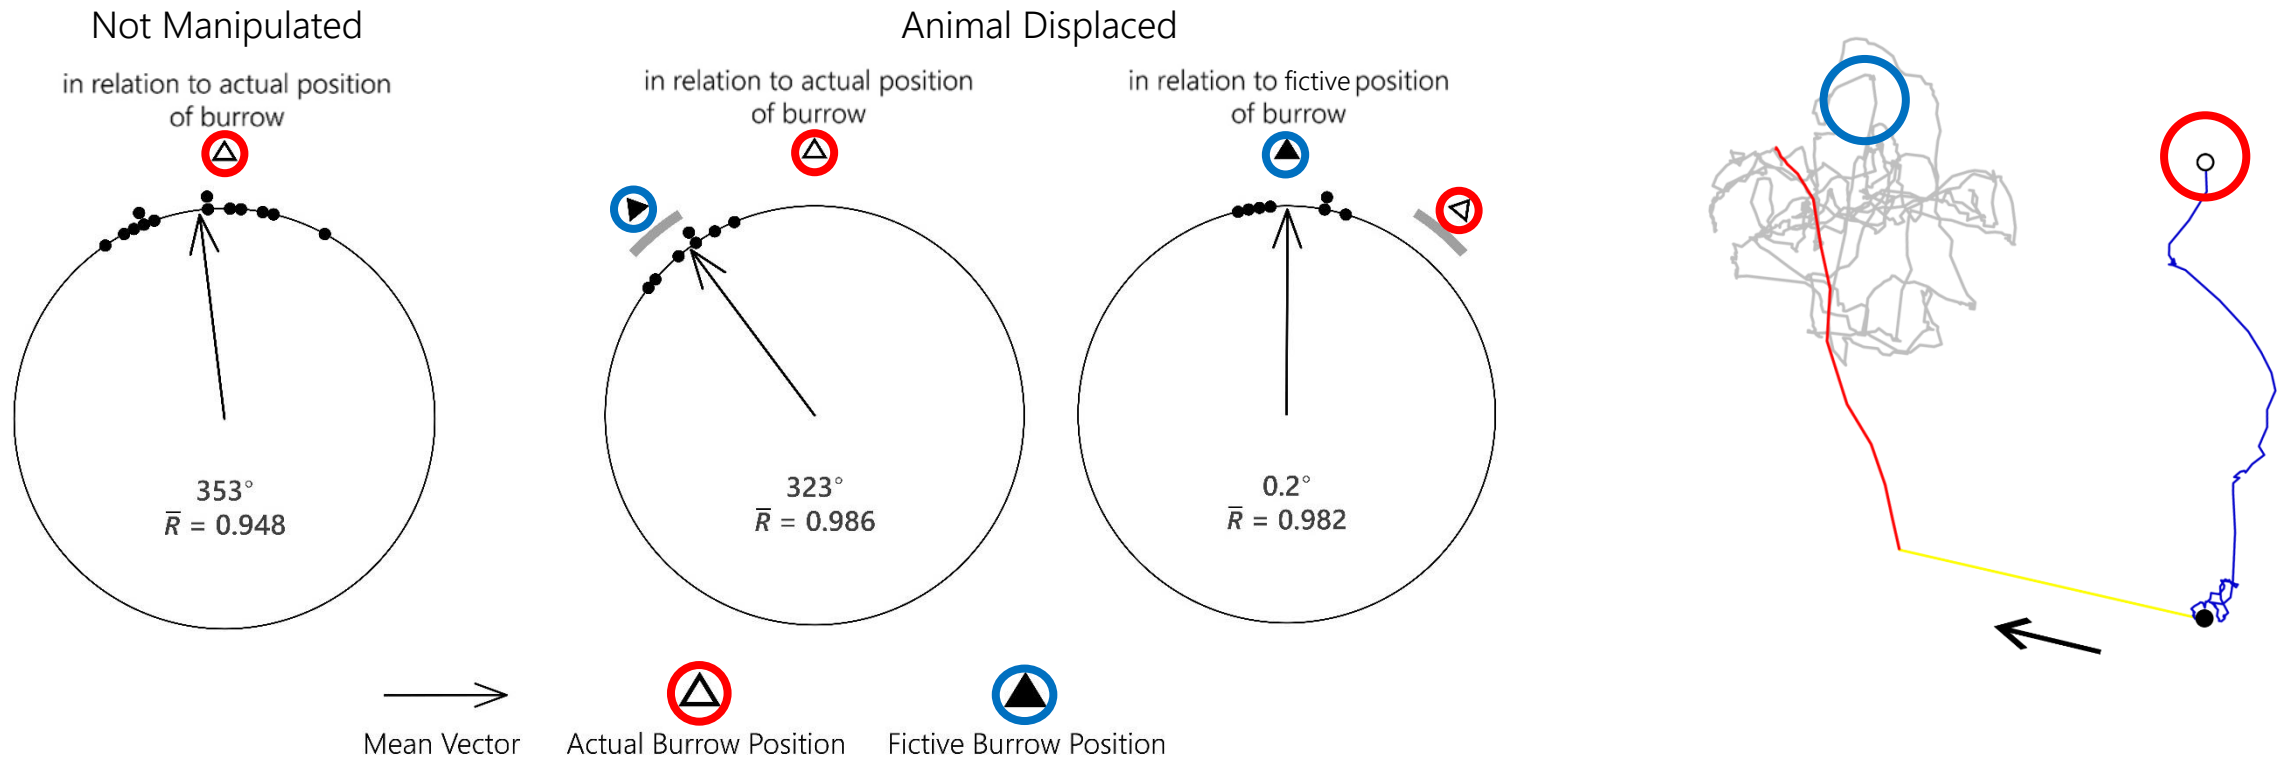 Not Manipulated
in relation to actual position
of burrow
353°
R̅ = 0.948
Animal Displaced
in relation to actual position
of burrow
323°
R̅ = 0.986
in relation to fictive position
of burrow
0.2°
R̅ = 0.982
Mean Vector
Actual Burrow Position
Fictive Burrow Position